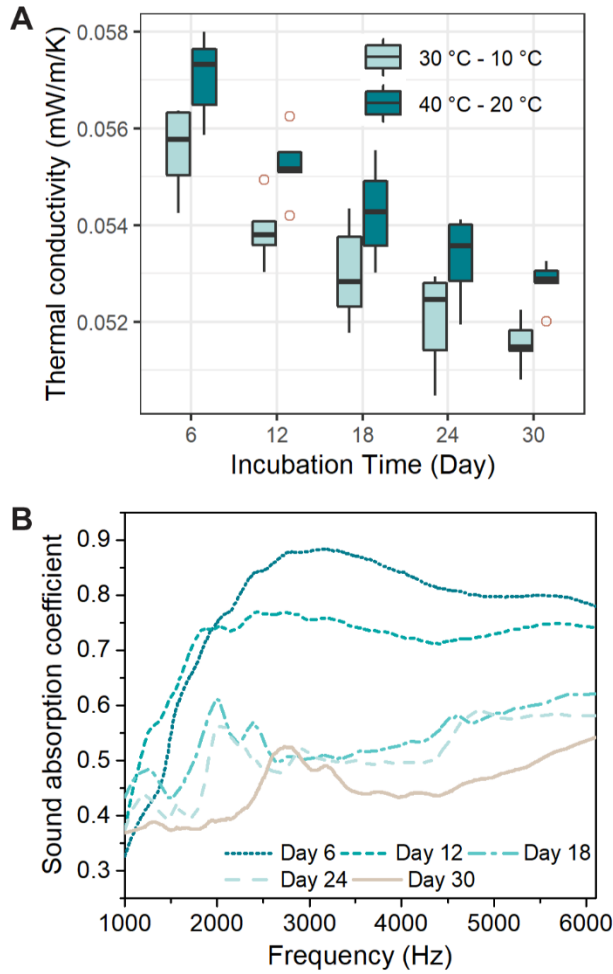 A
Thermal conductivity (mW/m/K)
0.058
0.056
0.054
0.052
30 °C - 10 °C
40 °C - 20 °C
6 12 18 24 30
Incubation Time (Day)
B
Sound absorption coefficient
0.9
0.8
0.7
0.6
0.5
0.4
0.3
Day 6 Day 12 Day 18
Day 24 Day 30
1000 2000 3000 4000 5000 6000
Frequency (Hz)